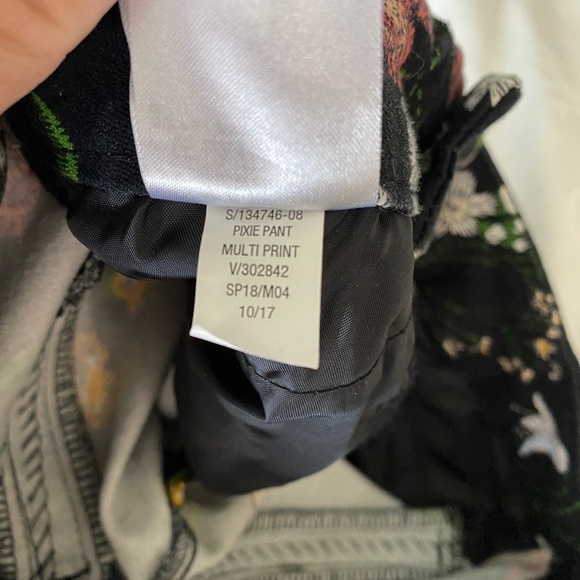 S/134746-08
PIXIE PANT
MULTI PRINT
V/302842
SP18/M04
10/17